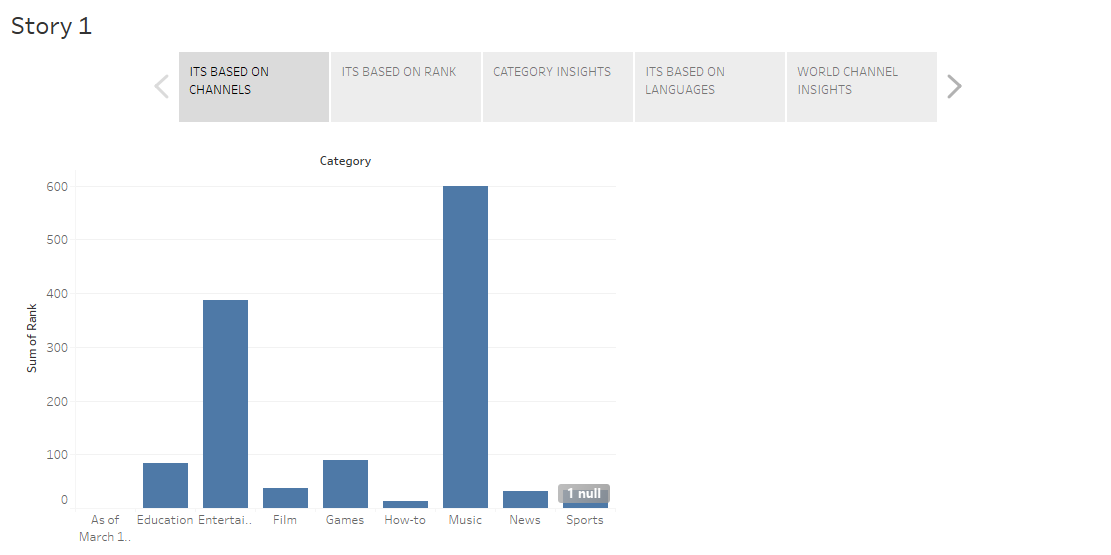 Story 1
ITS BASED ON
CHANNELS
ITS BASED ON RANK
CATEGORY INSIGHTS
ITS BASED ON
LANGUAGES
WORLD CHANNEL
INSIGHTS
Category
Sum of Rank
600
500
400
300
200
100
0
1 null
As of
March 1..
Education
Entertai..
Film
Games
How-to
Music
News
Sports